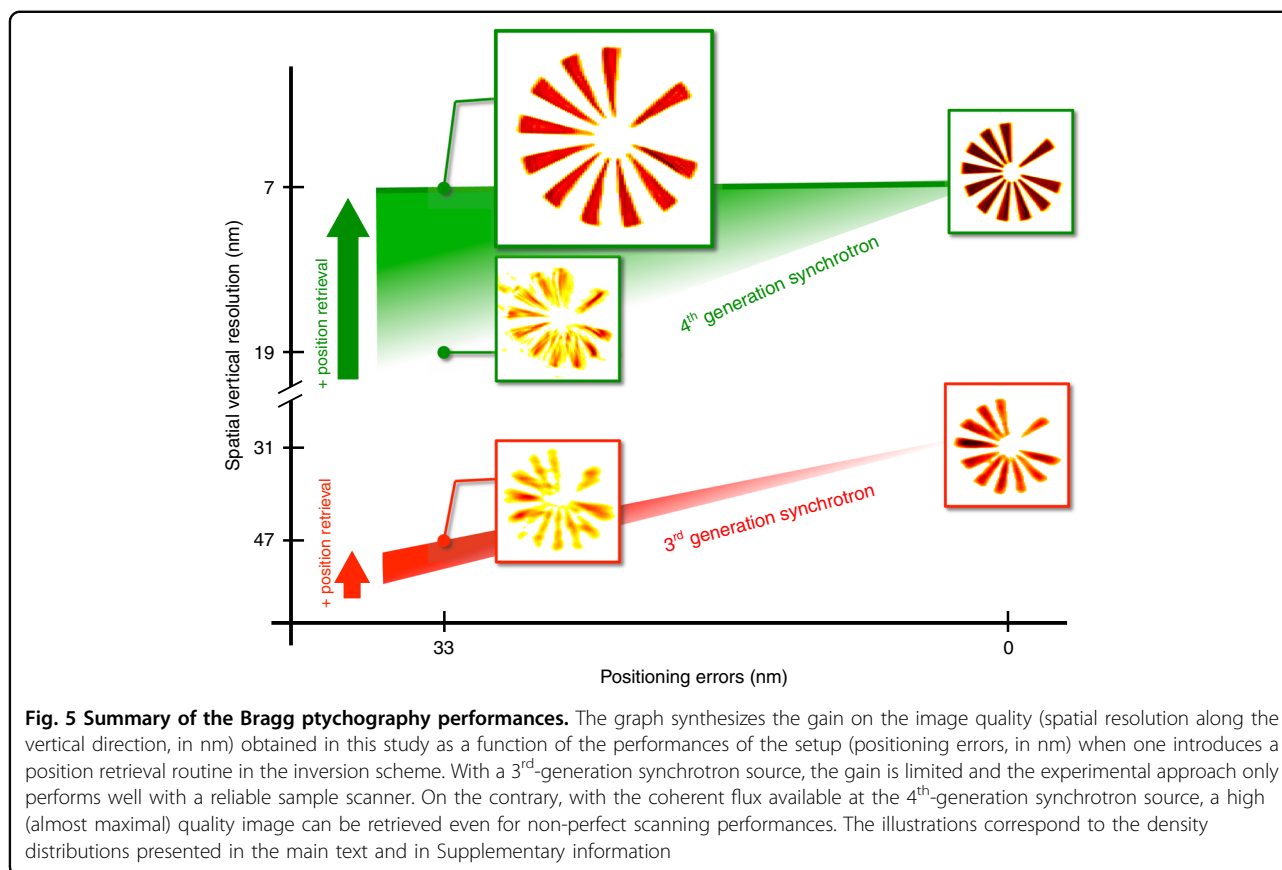 Spatial vertical resolution (nm)
7
19
31
47
+ position retrieval
+ position retrieval
4th generation synchrotron
3rd generation synchrotron
33
0
Positioning errors (nm)
Fig. 5 Summary of the Bragg ptychography performances. The graph synthesizes the gain on the image quality (spatial resolution along the
vertical direction, in nm) obtained in this study as a function of the performances of the setup (positioning errors, in nm) when one introduces a
position retrieval routine in the inversion scheme. With a 3rd-generation synchrotron source, the gain is limited and the experimental approach only
performs well with a reliable sample scanner. On the contrary, with the coherent flux available at the 4th-generation synchrotron source, a high
(almost maximal) quality image can be retrieved even for non-perfect scanning performances. The illustrations correspond to the density
distributions presented in the main text and in Supplementary information